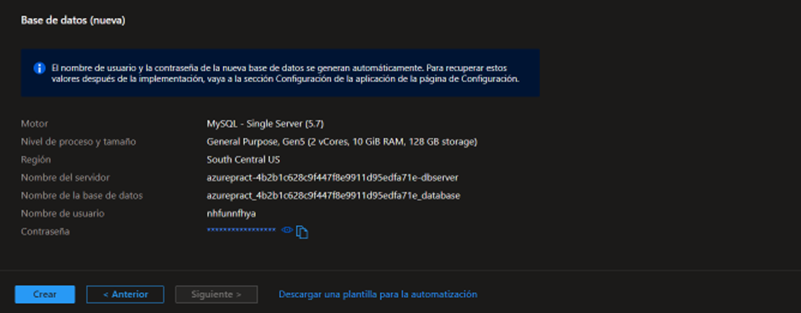 Base de datos (nueva)
El nombre de usuario y la contraseña de la nueva base de datos se generan automáticamente. Para recuperar estos
valores después de la implementación, vaya a la sección Configuración de la aplicación de la página de Configuración.
Motor MySQL - Single Server (5.7)
Nivel de proceso y tamaño General Purpose, Gen5 (2 vCores, 10 GiB RAM, 128 GB storage)
Región South Central US
Nombre del servidor azurepract-4b2b1c628c9f447f8e9911d95edfa71e-dbserver
Nombre de la base de datos azurepract_4b2b1c628c9f447f8e9911d95edfa71e_database
Nombre de usuario nhfunnfhya
Contraseña *****************
Crear < Anterior Siguiente > Descargar una plantilla para la automatización